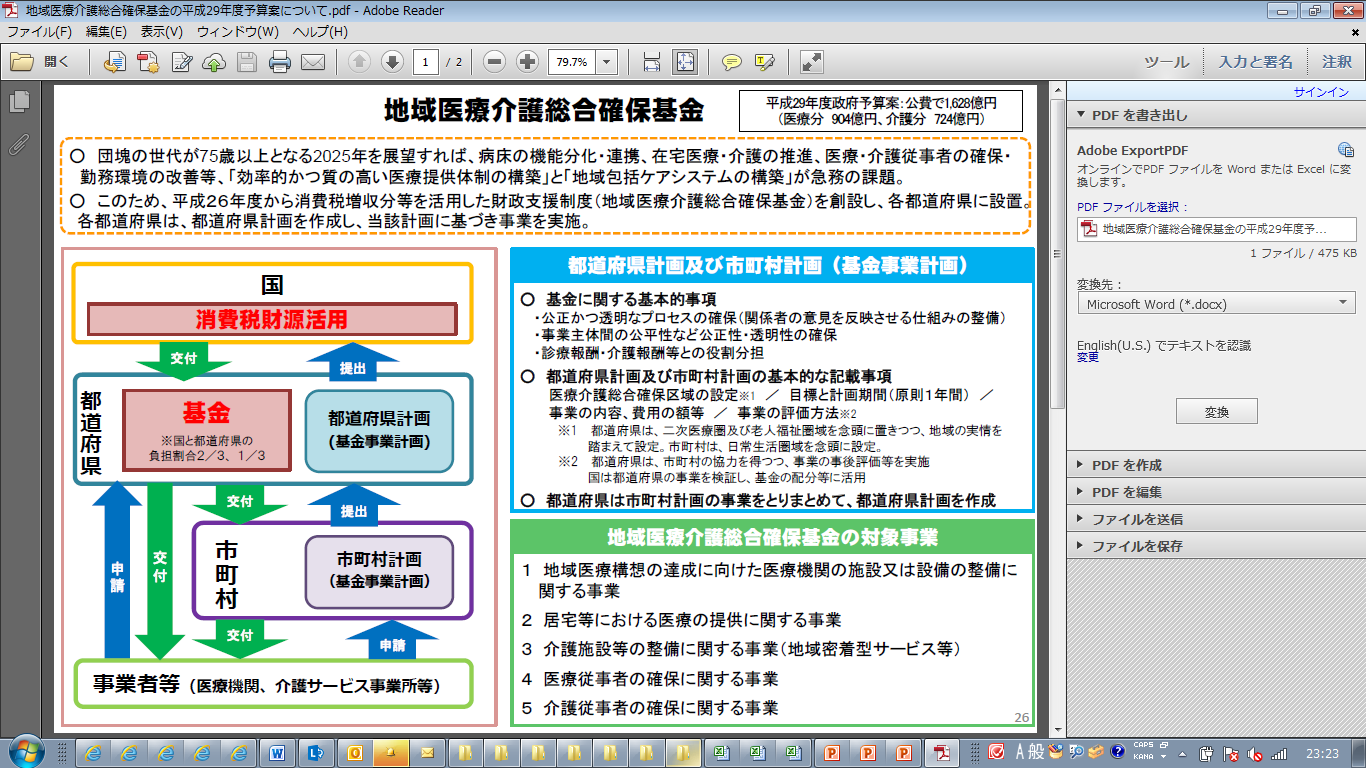 地域医療介護総合確保基金の平成29年度予算案について.pdf - Adobe Reader
ファイル(F) 編集(E) 表示(V) ウィンドウ(W) ヘルプ(H)
開く 1 / 2 79.7% ツール 入力と署名 注釈
地域医療介護総合確保基金
平成29年度政府予算案：公費で1,628億円
（医療分 904億円、介護分 724億円）
○ 団塊の世代が75歳以上となる2025年を展望すれば、病床の機能分化・連携、在宅医療・介護の推進、医療・介護従事者の確保・
勤務環境の改善等、「効率的かつ質の高い医療提供体制の構築」と「地域包括ケアシステムの構築」が急務の課題。
○ このため、平成２６年度から消費税増収分等を活用した財政支援制度（地域医療介護総合確保基金）を創設し、各都道府県に設置。
各都道府県は、都道府県計画を作成し、当該計画に基づき事業を実施。
国
消費税財源活用
交付
提出
都道府県
基金
※国と都道府県の
負担割合２／３、１／３
都道府県計画
（基金事業計画）
申請
交付
交付
提出
市町村
市町村計画
（基金事業計画）
交付
申請
事業者等（医療機関、介護サービス事業所等）
都道府県計画及び市町村計画（基金事業計画）
○ 基金に関する基本的事項
・公正かつ透明なプロセスの確保（関係者の意見を反映させる仕組みの整備）
・事業主体間の公平性など公正性・透明性の確保
・診療報酬・介護報酬等との役割分担
○ 都道府県計画及び市町村計画の基本的な記載事項
医療介護総合確保区域の設定※１ ／ 目標と計画期間（原則１年間） ／
事業の内容、費用の額等 ／ 事業の評価方法※２
※１ 都道府県は、二次医療圏及び老人福祉圏域を念頭に置きつつ、地域の実情を
踏まえて設定。市町村は、日常生活圏域を念頭に設定。
※２ 都道府県は、市町村の協力を得つつ、事業の事後評価等を実施
国は都道府県の事業を検証し、基金の配分等に活用
○ 都道府県は市町村計画の事業をとりまとめて、都道府県計画を作成
地域医療介護総合確保基金の対象事業
１ 地域医療構想の達成に向けた医療機関の施設又は設備の整備に
関する事業
２ 居宅等における医療の提供に関する事業
３ 介護施設等の整備に関する事業（地域密着型サービス等）
４ 医療従事者の確保に関する事業
５ 介護従事者の確保に関する事業
26
サインイン
PDF を書き出し
Adobe ExportPDF
オンラインでPDF ファイルを Word または Excel に変
換します。
PDF ファイルを選択：
地域医療介護総合確保基金の平成29年度予...
1 ファイル / 475 KB
変換先：
Microsoft Word (*.docx)
English(U.S.) でテキストを認識
変更
変換
PDF を作成
PDF を編集
ファイルを送信
ファイルを保存
A 般 CAPS KANA 23:23